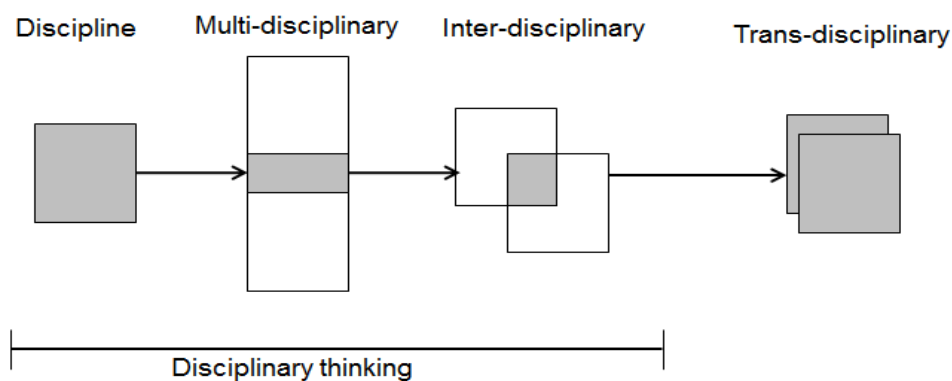 Discipline
Multi-disciplinary
Inter-disciplinary
Trans-disciplinary
Disciplinary thinking